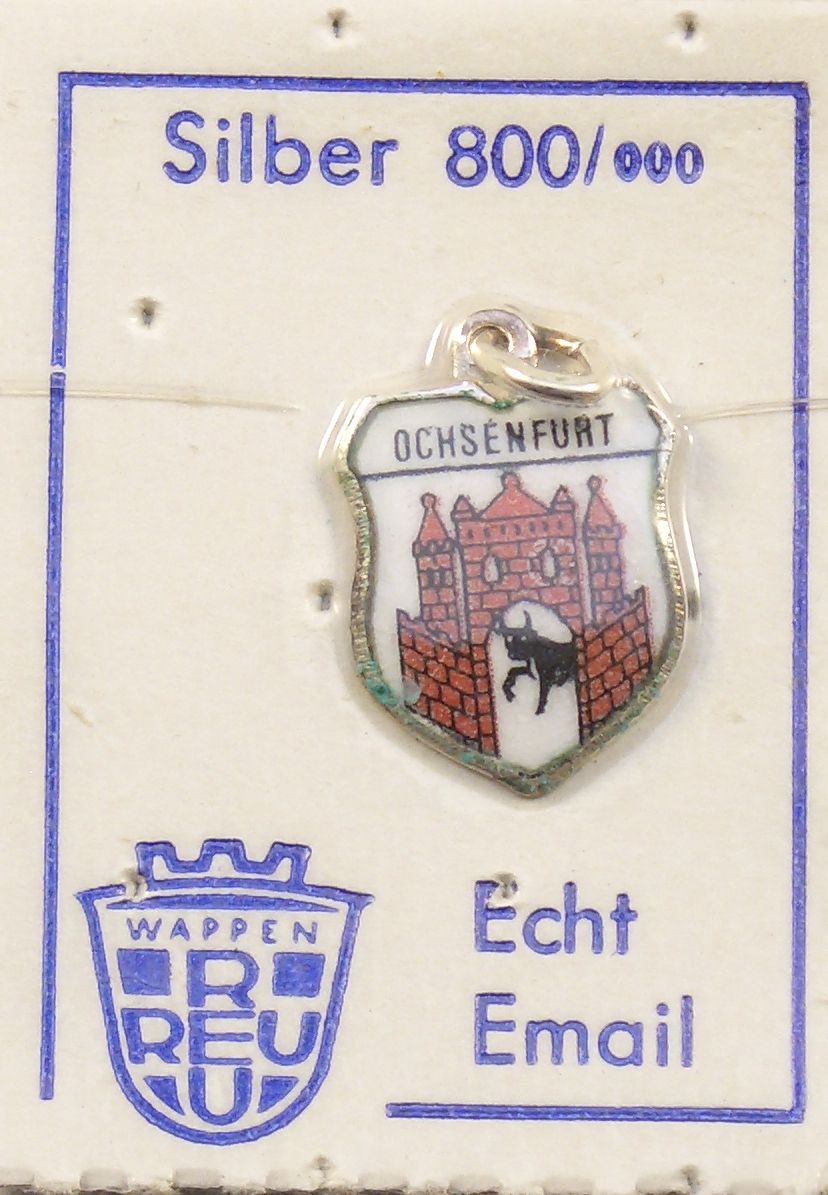 Silber 800/000
OCHSENFURT
WAPPEN
R
REU
U
Echt
Email